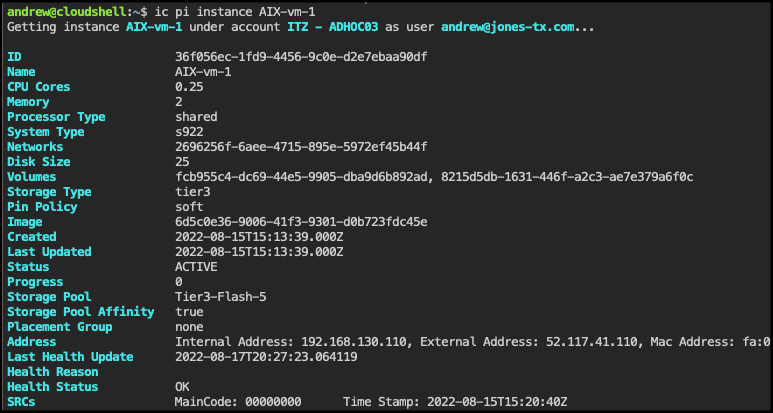 andrew@cloudshell:~$ ic pi instance AIX-vm-1
Getting instance AIX-vm-1 under account ITZ - ADHOC03 as user andrew@jones-tx.com...
ID 36f056ec-1fd9-4456-9c0e-d2e7ebaa90df
Name AIX-vm-1
CPU Cores 0.25
Memory 2
Processor Type shared
System Type s922
Networks 2696256f-6aee-4715-895e-5972ef45b44f
Disk Size 25
Volumes fcb955c4-dc69-44e5-9905-dba9d6b892ad, 8215d5db-1631-446f-a2c3-ae7e379a6f0c
Storage Type tier3
Pin Policy soft
Image 6d5c0e36-9006-41f3-9301-d0b723fdc45e
Created 2022-08-15T15:13:39.000Z
Last Updated 2022-08-15T15:13:39.000Z
Status ACTIVE
Progress 0
Storage Pool Tier3-Flash-5
Storage Pool Affinity true
Placement Group none
Address Internal Address: 192.168.130.110, External Address: 52.117.41.110, Mac Address: fa:0
Last Health Update 2022-08-17T20:27:23.064119
Health Reason
Health Status OK
SRCs MainCode: 00000000 Time Stamp: 2022-08-15T15:20:40Z